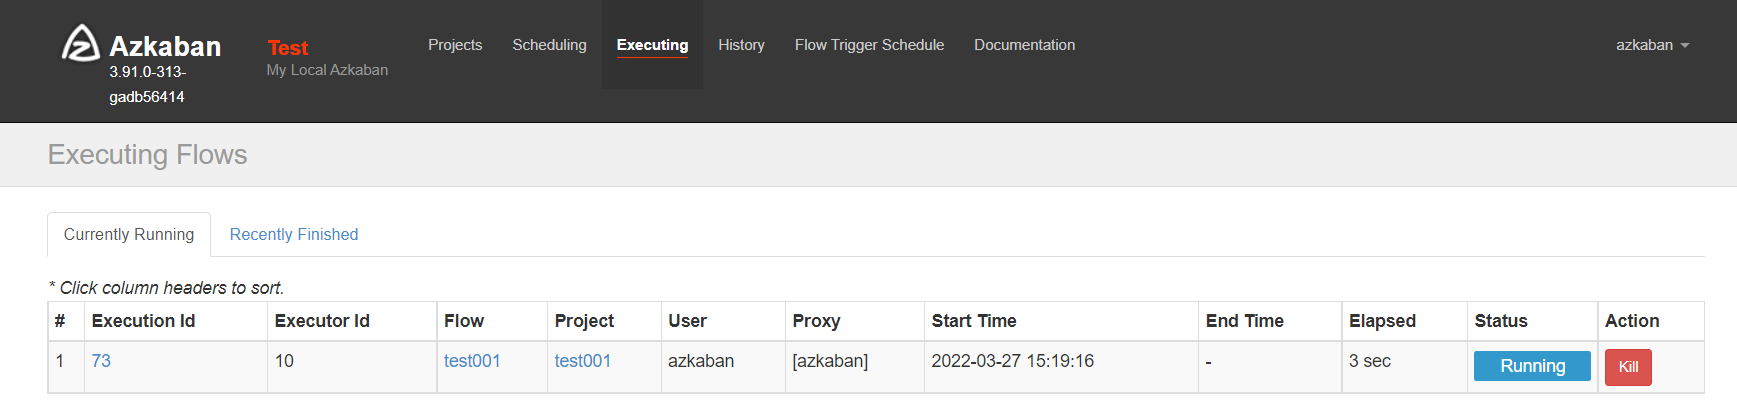 Azkaban
3.91.0-313-
gadb56414
Test
My Local Azkaban
Projects Scheduling Executing History Flow Trigger Schedule Documentation azkaban
Executing Flows
Currently Running Recently Finished
* Click column headers to sort.
# Execution Id Executor Id Flow Project User Proxy Start Time End Time Elapsed Status Action
1 73 10 test001 test001 azkaban [azkaban] 2022-03-27 15:19:16 - 3 sec Running Kill